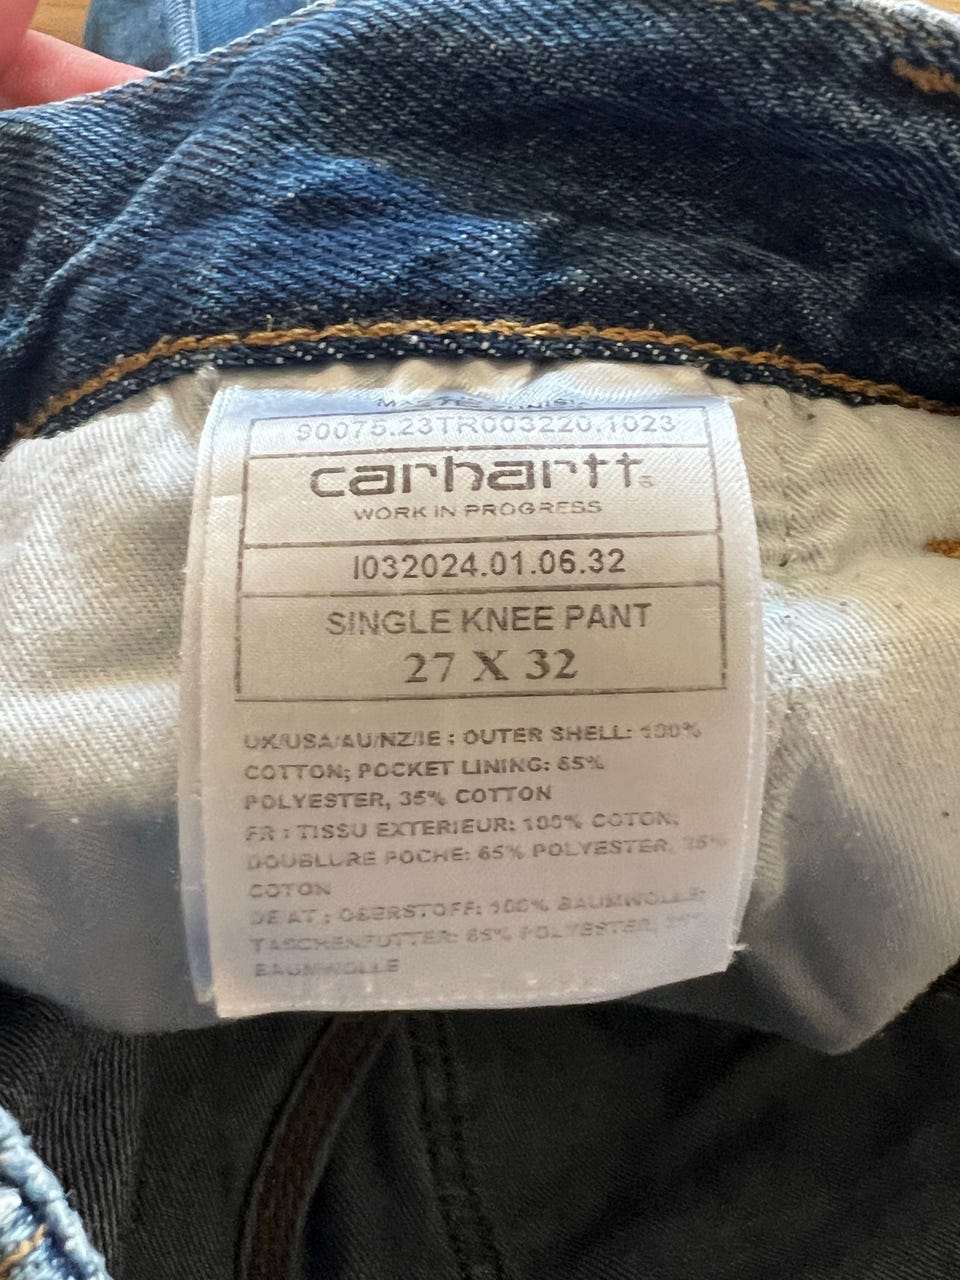 90075.23TR003220.1023
carhartt
WORK IN PROGRESS
I032024.01.06.32
SINGLE KNEE PANT
27 X 32
UK/USA/AU/NZ/IE : OUTER SHELL: 100%
COTTON; POCKET LINING: 65%
POLYESTER, 35% COTTON
FR : TISSU EXTERIEUR: 100% COTON;
DOUBLURE POCHE: 65% POLYESTER, 35%
COTON
DE/AT : OBERSTOFF: 100% BAUMWOLLE;
TASCHENFUTTER: 65% POLYESTER,
BAUMWOLLE